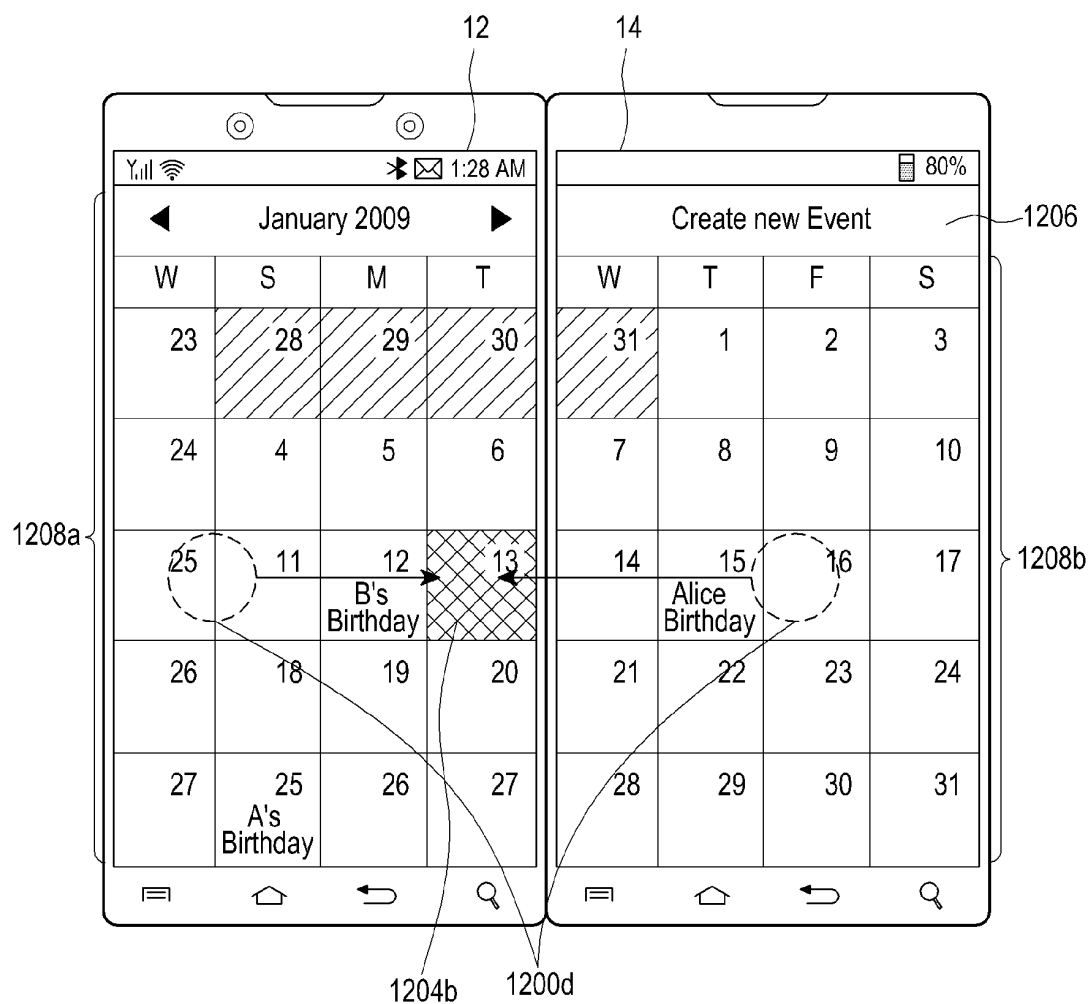 12 14
1:28 AM 80%
January 2009 Create new Event 1206
W S M T W T F S
23 28 29 30 31 1 2 3
24 4 5 6 7 8 9 10
1208a 1208b
25 11 12 13 14 15 16 17
B's Alice
Birthday Birthday
26 18 19 20 21 22 23 24
27 25 26 27 28 29 30 31
A's
Birthday
1204b 1200d